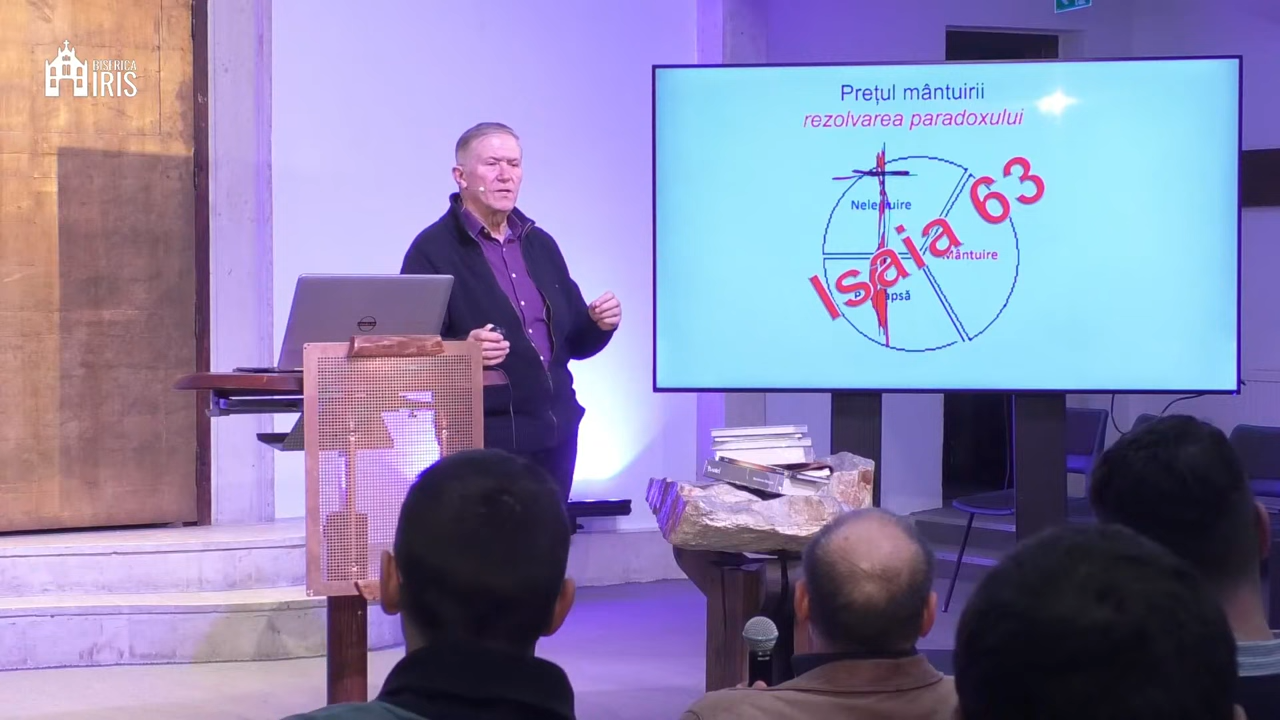 BISERICA
IRIS
Prețul mântuirii
rezolvarea paradoxului
Isaia 63
Mântuire